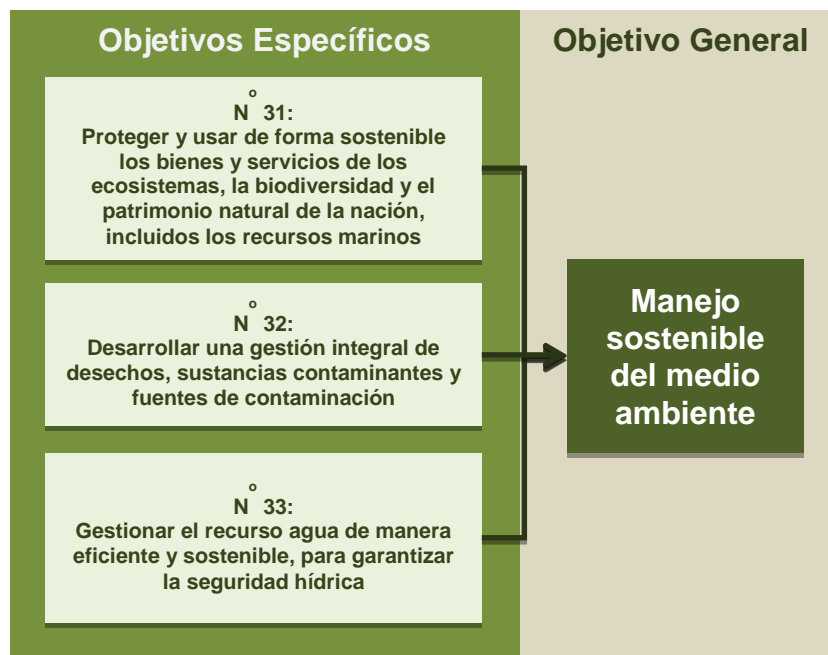 Objetivos Específicos
Objetivo General
Nº 31:
Proteger y usar de forma sostenible
los bienes y servicios de los
ecosistemas, la biodiversidad y el
patrimonio natural de la nación,
incluidos los recursos marinos
Nº 32:
Desarrollar una gestión integral de
desechos, sustancias contaminantes y
fuentes de contaminación
Nº 33:
Gestionar el recurso agua de manera
eficiente y sostenible, para garantizar
la seguridad hídrica
Manejo
sostenible
del medio
ambiente